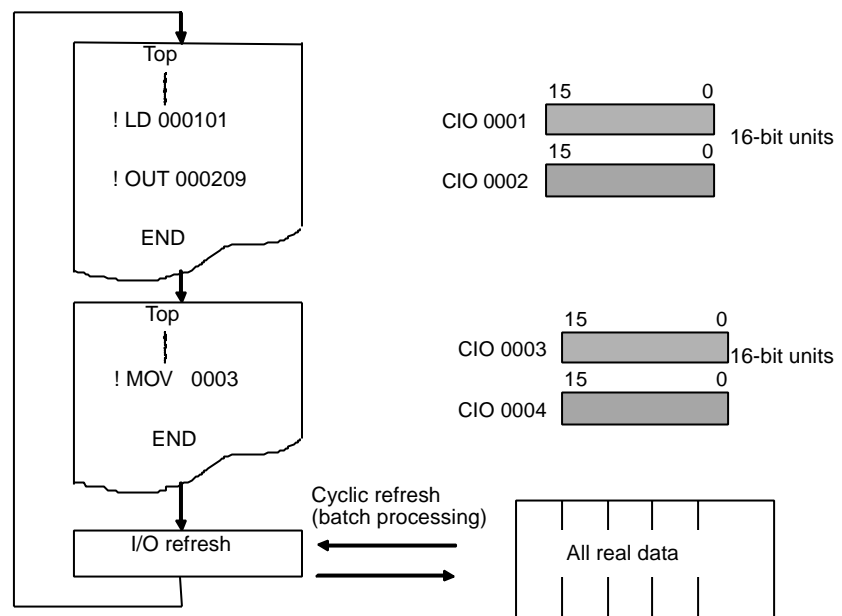 Top
! LD 000101
! OUT 000209
END
15 0
CIO 0001
16-bit units
15 0
CIO 0002
Top
! MOV 0003
END
15 0
CIO 0003
16-bit units
15 0
CIO 0004
Cyclic refresh
(batch processing)
I/O refresh
All real data